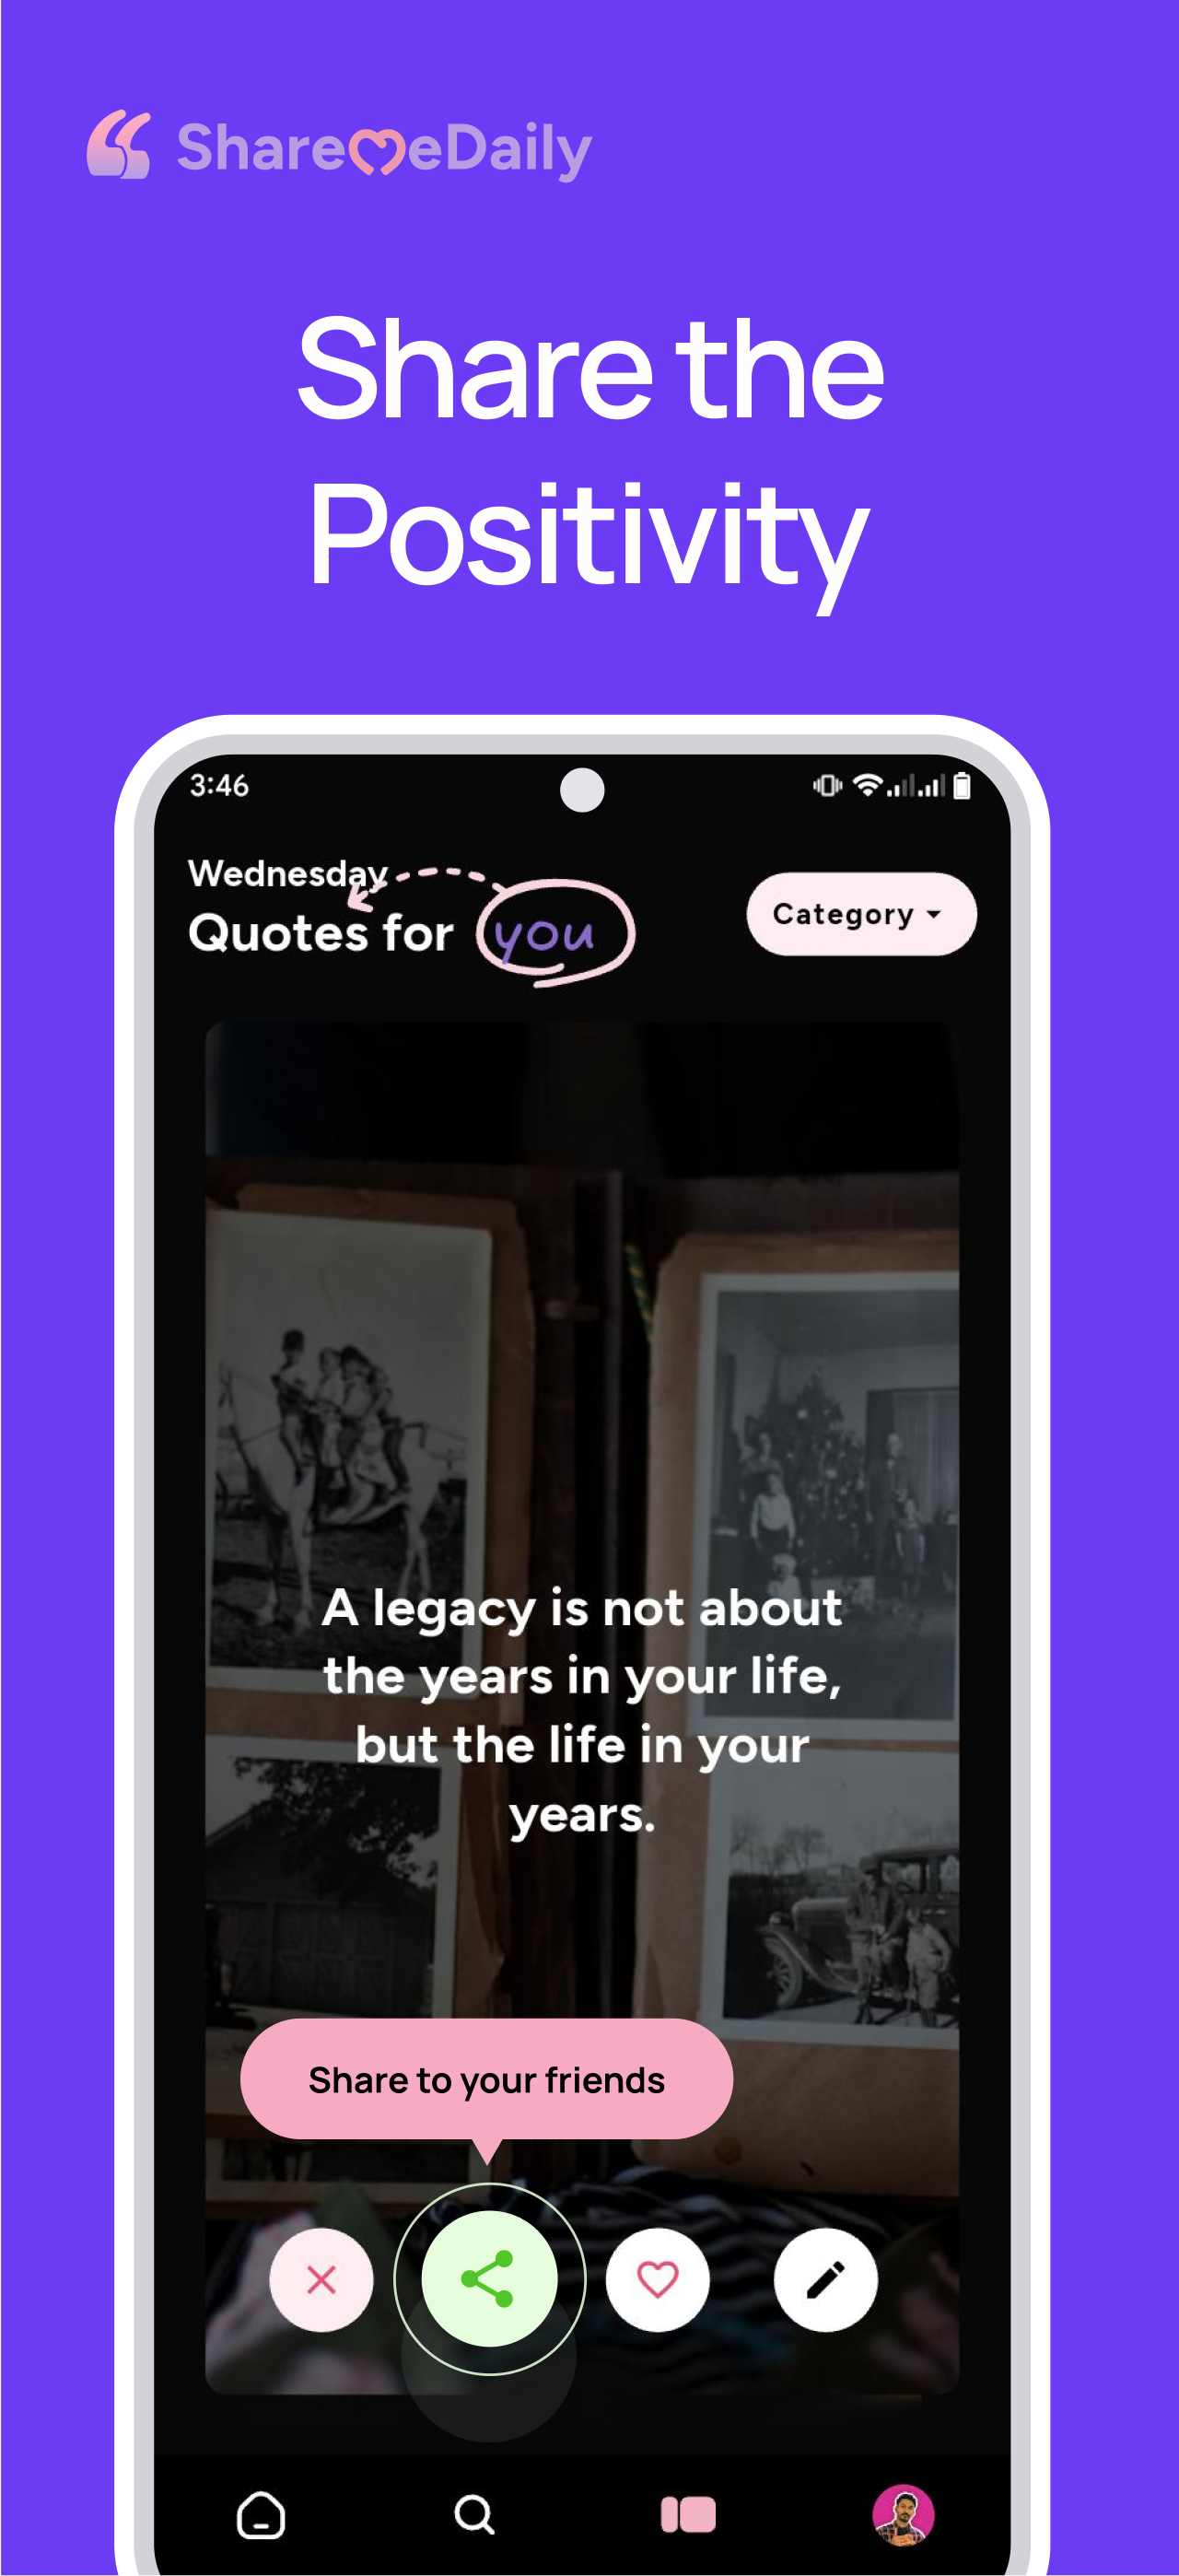 ShareMeDaily
Share the
Positivity
3:46
Wednesday
Quotes for you
Category
A legacy is not about
the years in your life,
but the life in your
years.
Share to your friends